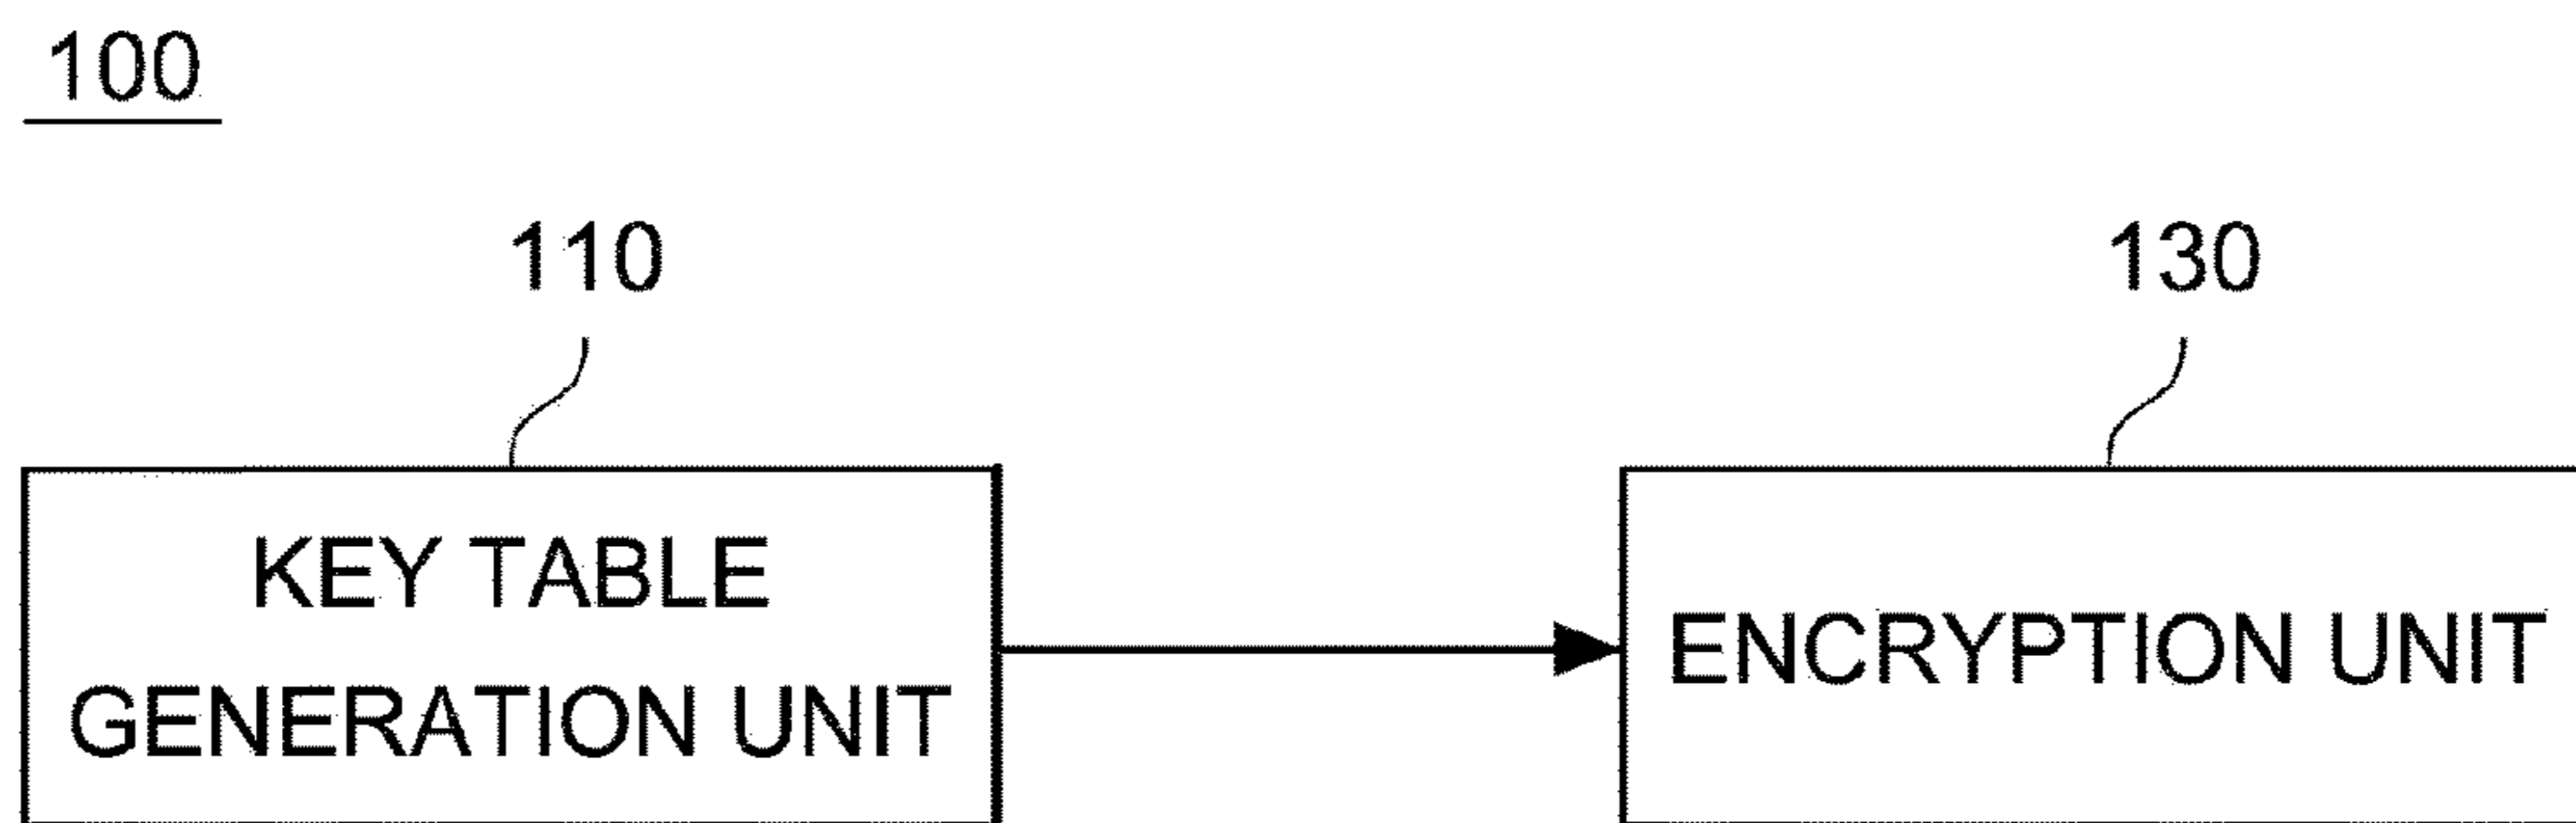 100
110
130
KEY TABLE
GENERATION UNIT
ENCRYPTION UNIT